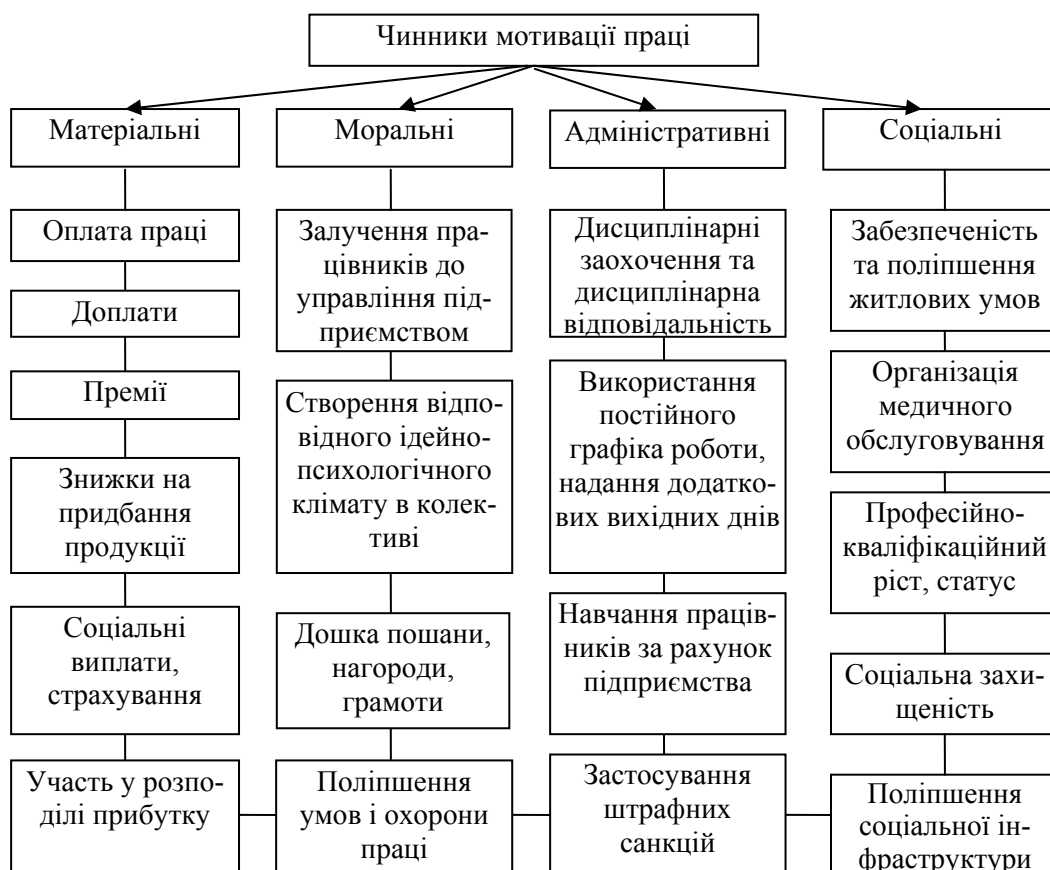 Чинники мотивації праці
Матеріальні
Моральні
Адміністративні
Соціальні
Оплата праці
Доплати
Премії
Знижки на
придбання
продукції
Соціальні
виплати,
страхування
Участь у розпо-
ділі прибутку
Залучення пра-
цівників до
управління під-
приємством
Створення відпо-
відного ідейно-
психологічного
клімату в колек-
тиві
Дошка пошани,
нагороди,
грамоти
Поліпшення
умов і охорони
праці
Дисциплінарні
заохочення та
дисциплінарна
відповідальність
Використання
постійного
графіка роботи,
надання додатко-
вих вихідних днів
Навчання праців-
ників за рахунок
підприємства
Застосування
штрафних
санкцій
Забезпеченість
та поліпшення
житлових умов
Організація
медичного
обслуговування
Професійно-
кваліфікаційний
ріст, статус
Соціальна захи-
щеність
Поліпшення
соціальної ін-
фраструктури